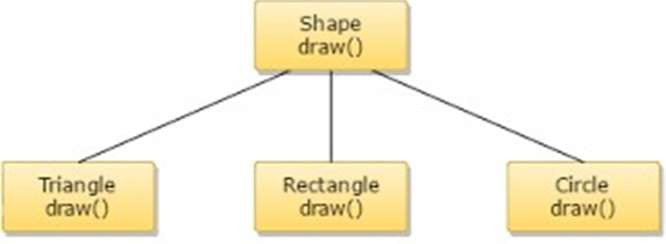 Shape
draw()
Triangle
draw()
Rectangle
draw()
Circle
draw()